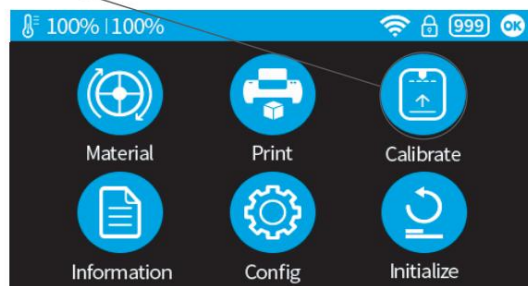 100% | 100%
999
OK
Material
Print
Calibrate
Information
Config
Initialize